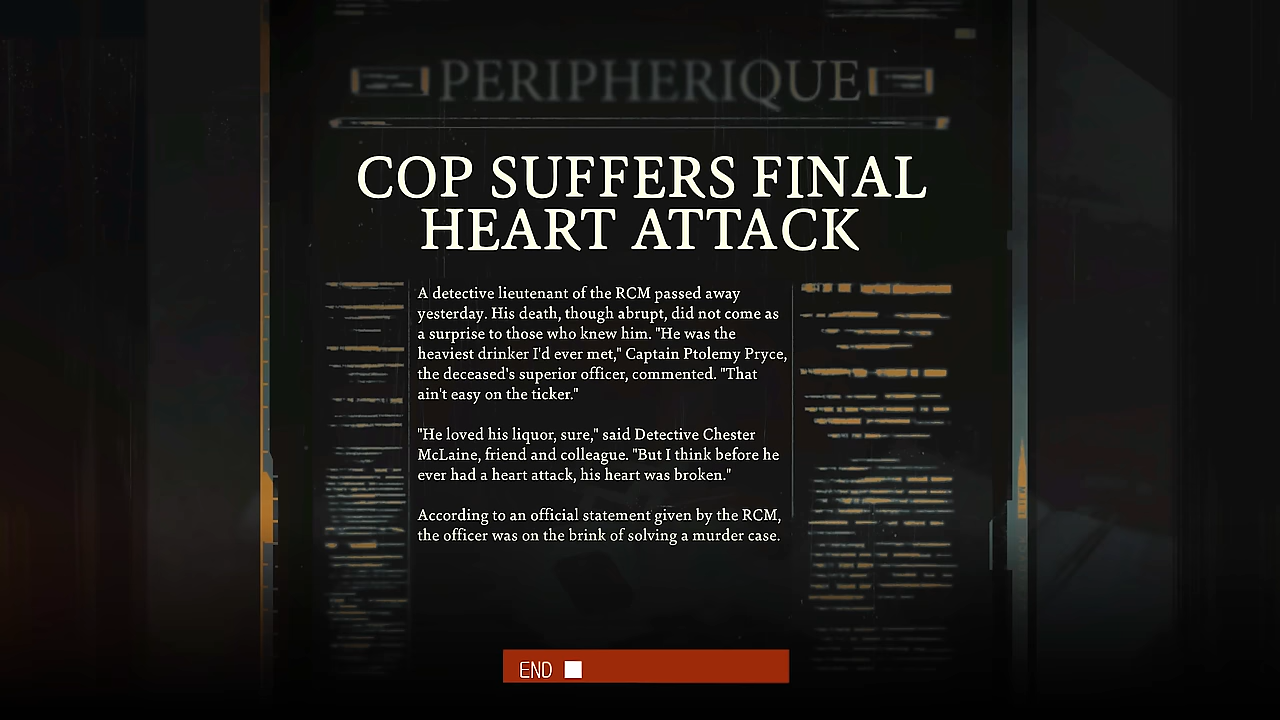 PERIPHERIQUE
COP SUFFERS FINAL
HEART ATTACK
A detective lieutenant of the RCM passed away
yesterday. His death, though abrupt, did not come as
a surprise to those who knew him. "He was the
heaviest drinker I'd ever met," Captain Ptolemy Pryce,
the deceased's superior officer, commented. "That
ain't easy on the ticker."
"He loved his liquor, sure," said Detective Chester
McLaine, friend and colleague. "But I think before he
ever had a heart attack, his heart was broken."
According to an official statement given by the RCM,
the officer was on the brink of solving a murder case.
END